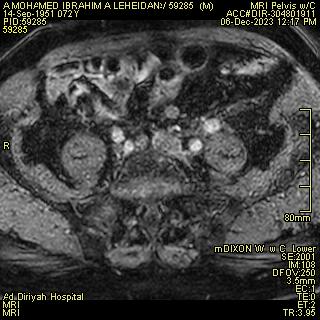 A MOHAMED IBRAHIM A LEHEIDAN:/ 59285 (M)
MRI Pelvis w/C
14-Sep-1951 072Y
ACC#DIR-304801911
PID:59285
06-Dec-2023 12:17 PM
59285
R
80mm
mDIXON W w C Lower
SE:2001
IM:108
DFOV:250
3.5mm
EC:1
Ad Diriyah Hospital
TE:0
MRI
ET:2
MRI
TR:3.95